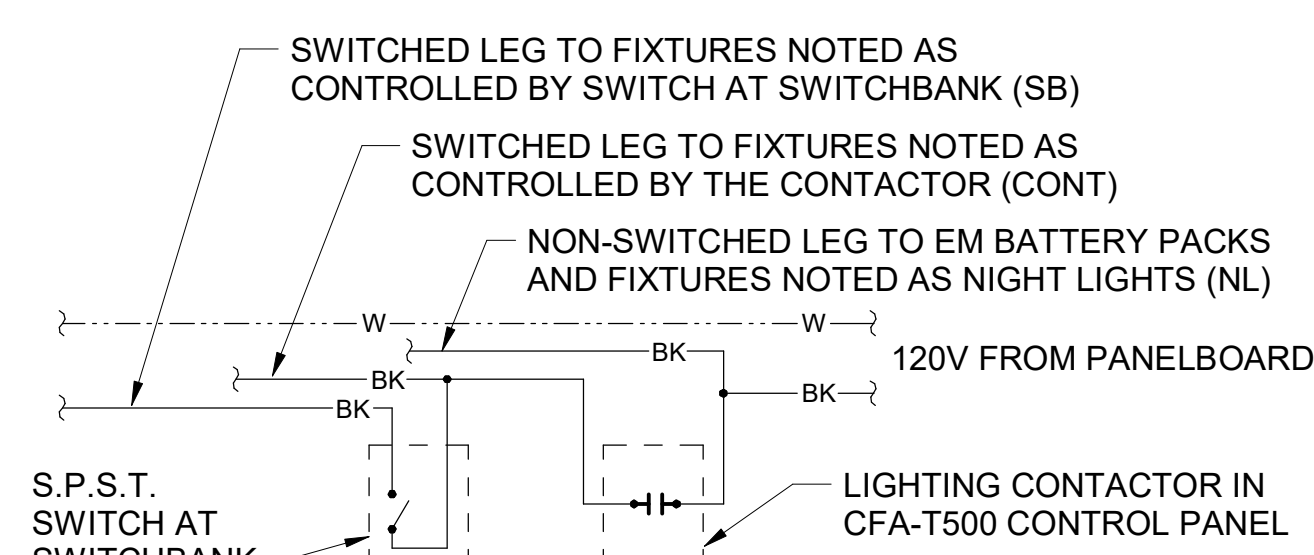 SWITCHED LEG TO FIXTURES NOTED AS
CONTROLLED BY SWITCH AT SWITCHBANK (SB)
SWITCHED LEG TO FIXTURES NOTED AS
CONTROLLED BY THE CONTACTOR (CONT)
NON-SWITCHED LEG TO EM BATTERY PACKS
AND FIXTURES NOTED AS NIGHT LIGHTS (NL)
W W
BK
120V FROM PANELBOARD
BK
BK
BK
S.P.S.T.
SWITCH AT
SWITCHBANK
LIGHTING CONTACTOR IN
CFA-T500 CONTROL PANEL